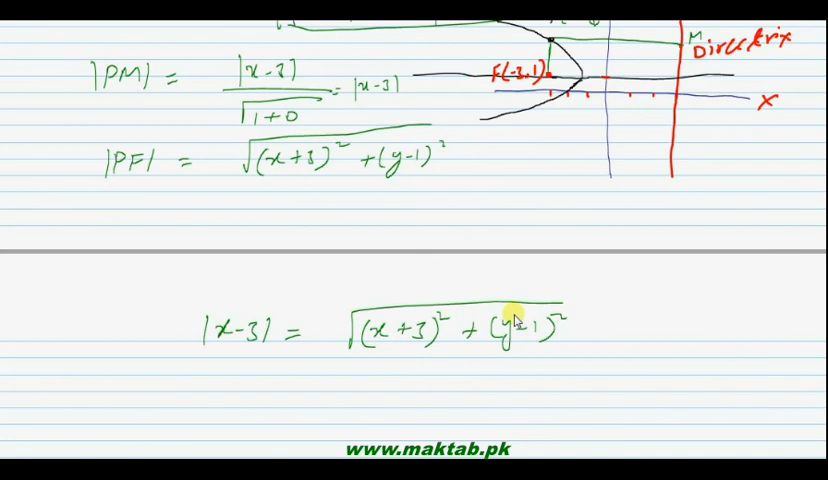 M
Directrix
F(-3,1)
X
|PM| = |x-3| / √(1+0) = |x-3|
|PF| = √((x+3)² + (y-1)²)
|x-3| = √((x+3)² + (y-1)²)
www.maktab.pk